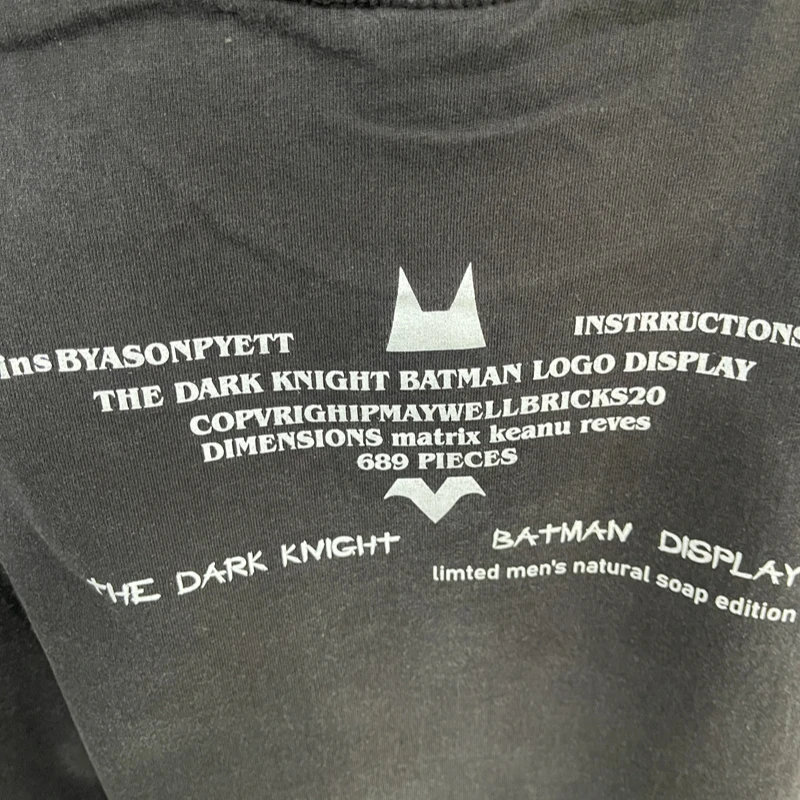 ins BYASONPYETT
INSTRRUCTIONS
THE DARK KNIGHT BATMAN LOGO DISPLAY
COPVRIGHIPMAYWELLBRICKS20
DIMENSIONS matrix keanu reves
689 PIECES
THE DARK KNIGHT BATMAN DISPLAY
limted men's natural soap edition